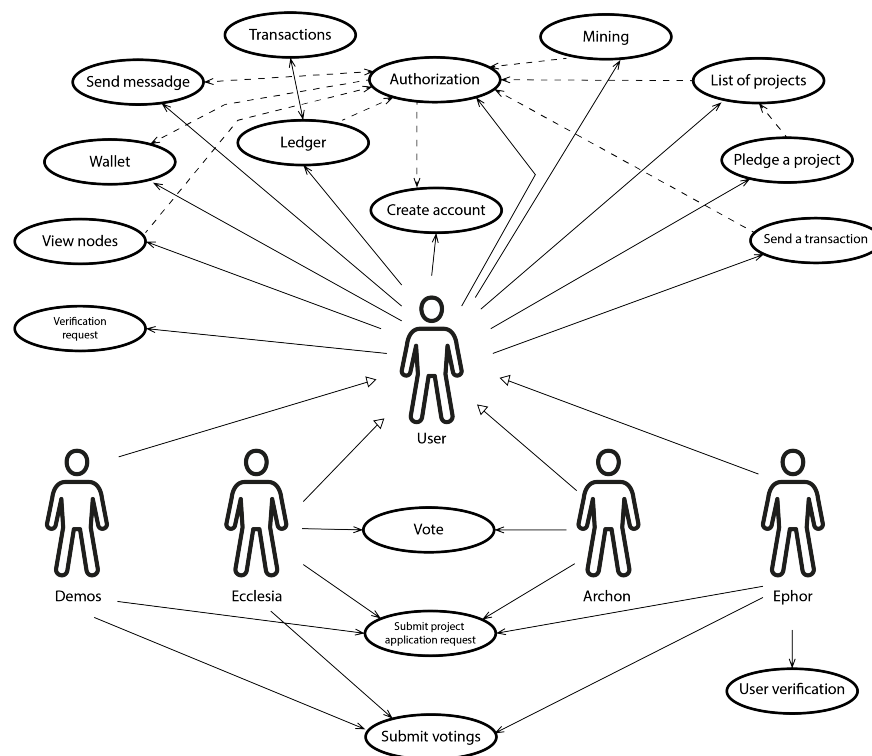 Transactions
Mining
Send messadge
Authorization
List of projects
Ledger
Wallet
Pledge a project
Create account
View nodes
Send a transaction
Verification
request
User
Vote
Demos
Ecclesia
Archon
Ephor
Submit project
application request
User verification
Submit votings